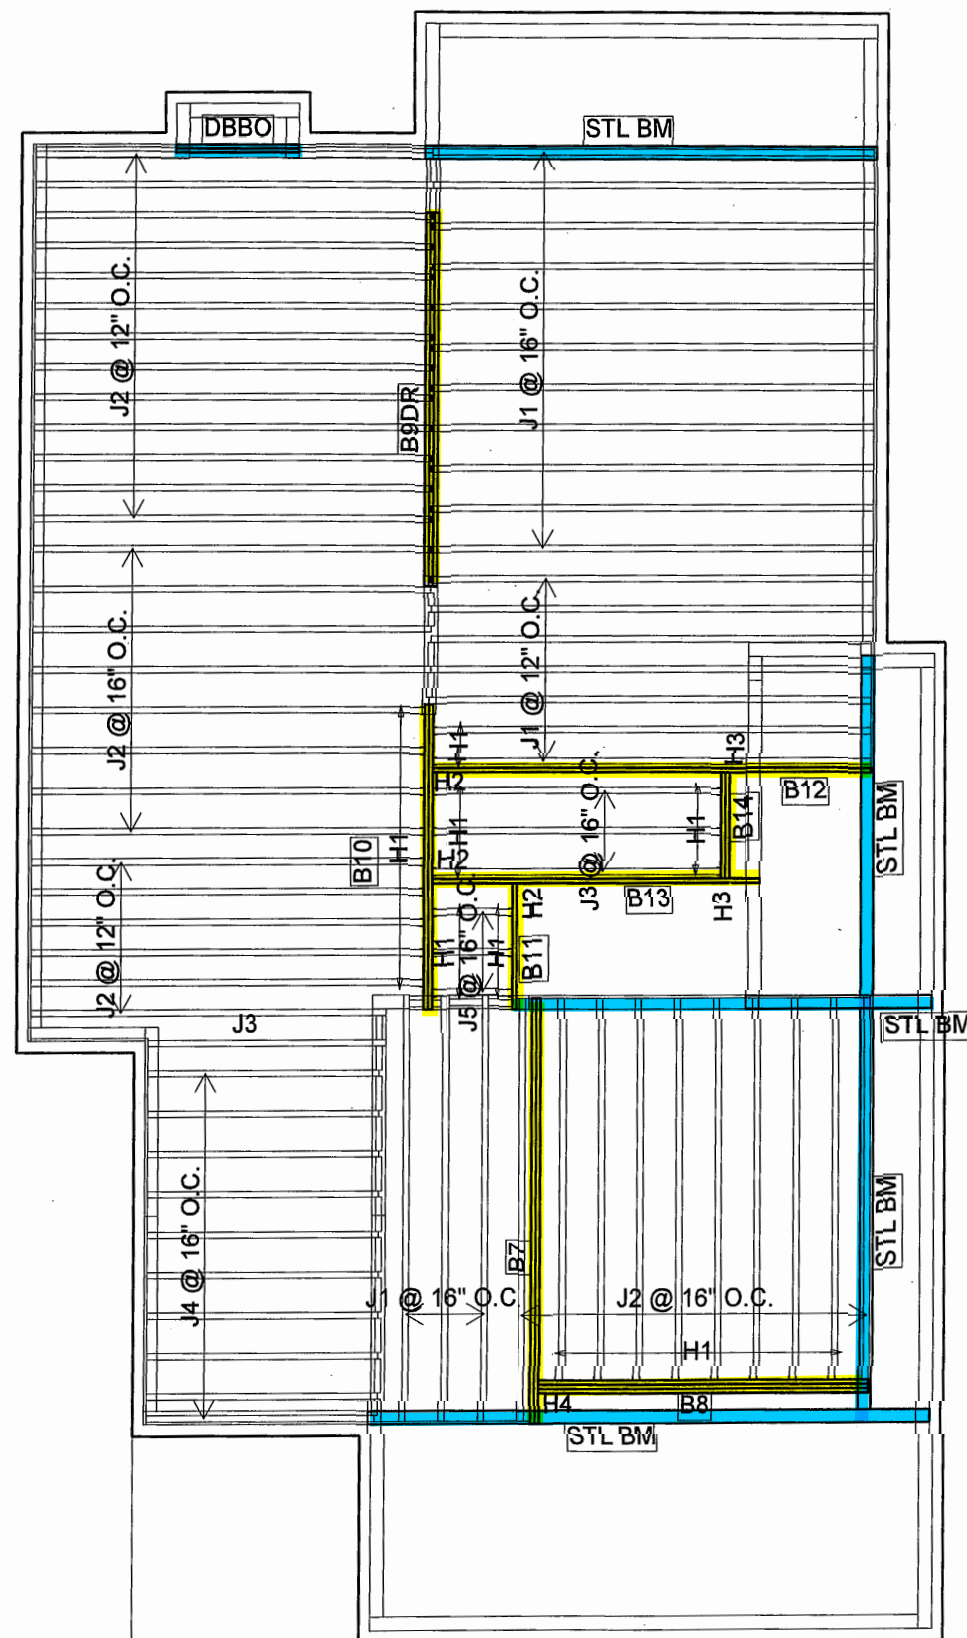 DBBO
STL BM
J2 @ 12" O.C.
J1 @ 16" O.C.
B9DR
J2 @ 16" O.C.
J1 @ 12" O.C.
H1
H3
H2
B12
H1
H1
J3 @ 16" O.C.
H1
B14
STL BM
B10
H2
B13
H3
J2 @ 12" O.C.
H1
J5 @ 16" O.C.
H1
H2
B11
J3
STL BM
J4 @ 16" O.C.
B7
STL BM
J1 @ 16" O.C.
J2 @ 16" O.C.
H1
H4
B8
STL BM